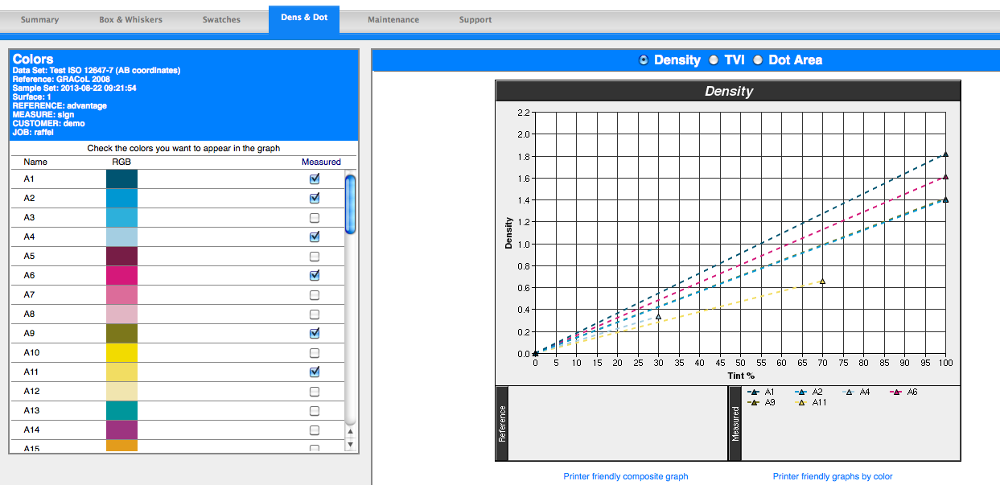 Summary Box & Whiskers Swatches Dens & Dot Maintenance Support
Colors
Data Set: Test ISO 12647-7 (AB coordinates)
Reference: GRACoL 2008
Sample Set: 2013-08-22 09:21:54
Surface: 1
REFERENCE: advantage
MEASURE: sign
CUSTOMER: demo
JOB: raffel
Check the colors you want to appear in the graph
Name RGB Measured
A1
A2
A3
A4
A5
A6
A7
A8
A9
A10
A11
A12
A13
A14
A15
Density TVI Dot Area
Density
2.2
2.0
1.8
1.6
1.4
1.2
1.0
0.8
0.6
0.4
0.2
0.0
Density
0 5 10 15 20 25 30 35 40 45 50 55 60 65 70 75 80 85 90 95 100
Tint %
Reference
Measured
A1 A2 A4 A6
A9 A11
Printer friendly composite graph Printer friendly graphs by color